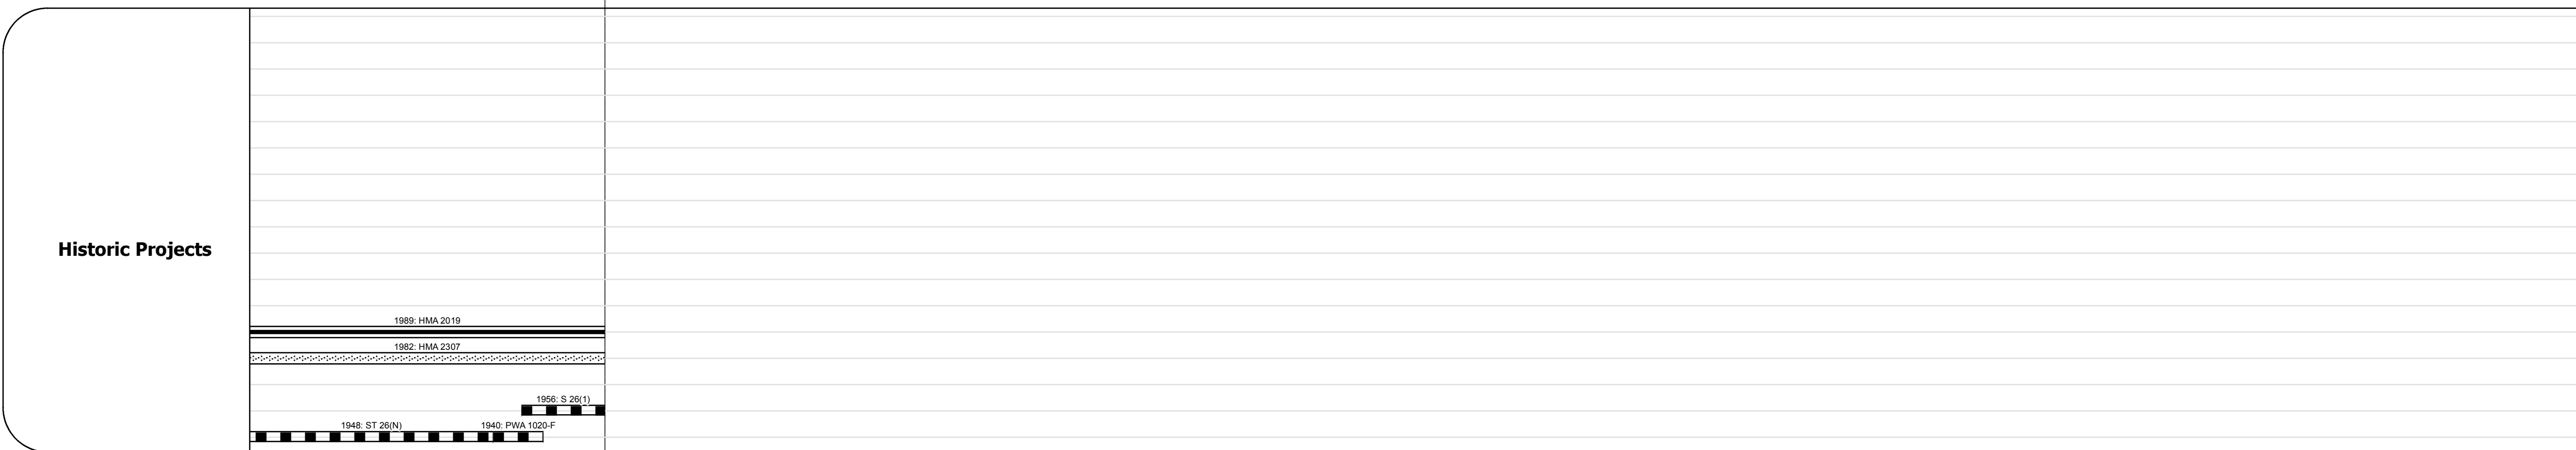 Historic Projects
1989: HMA 2019
1982: HMA 2307
1956: S 26(1)
1948: ST 26(N) 1940: PWA 1020-F